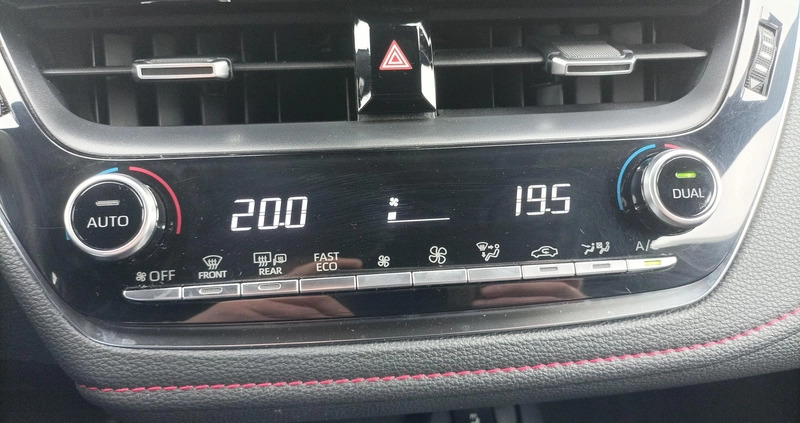 AUTO
20.0
19.5
DUAL
OFF
FRONT
REAR
FAST
ECO
A/C